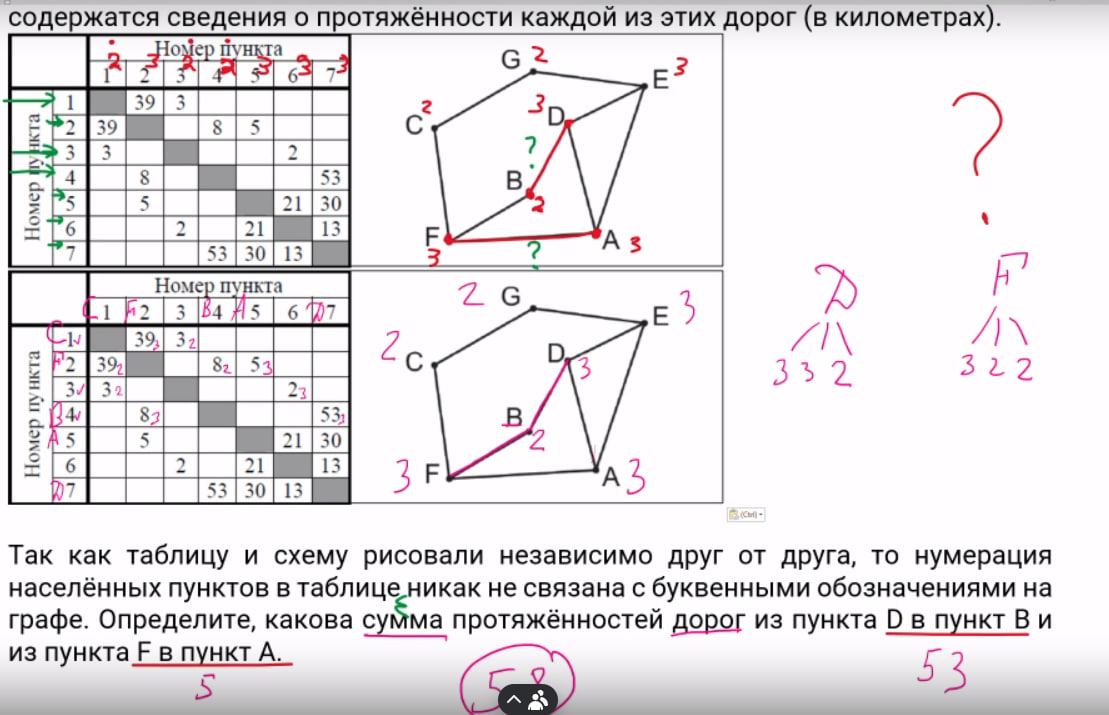 содержатся сведения о протяжённости каждой из этих дорог (в километрах).
Номер пункта
2 3 2 2 3 3 3
1 2 3 4 5 6 7
Номер пункта
1 39 3
2 39 8 5
3 3 2
4 8 53
5 5 21 30
6 2 21 13
7 53 30 13
G 2
E 3
C 2
3 D
?
B
2
F
3
?
A 3
?
D
3 3 2
F
3 2 2
Номер пункта
C 1 F 2 3 B 4 A 5 6 D 7
Номер пункта
C 1 39 3 3 2
F 2 39 2 8 2 5 3
3 3 2 2 3
B 4 8 3 53 3
A 5 5 21 30
6 2 21 13
D 7 53 30 13
2 G
E 3
2 C
D
3
B
2
3 F
A 3
(Ctrl)
Так как таблицу и схему рисовали независимо друг от друга, то нумерация
населённых пунктов в таблице никак не связана с буквенными обозначениями на
графе. Определите, какова сумма протяжённостей дорог из пункта D в пункт B и
из пункта F в пункт A.
5
58
53